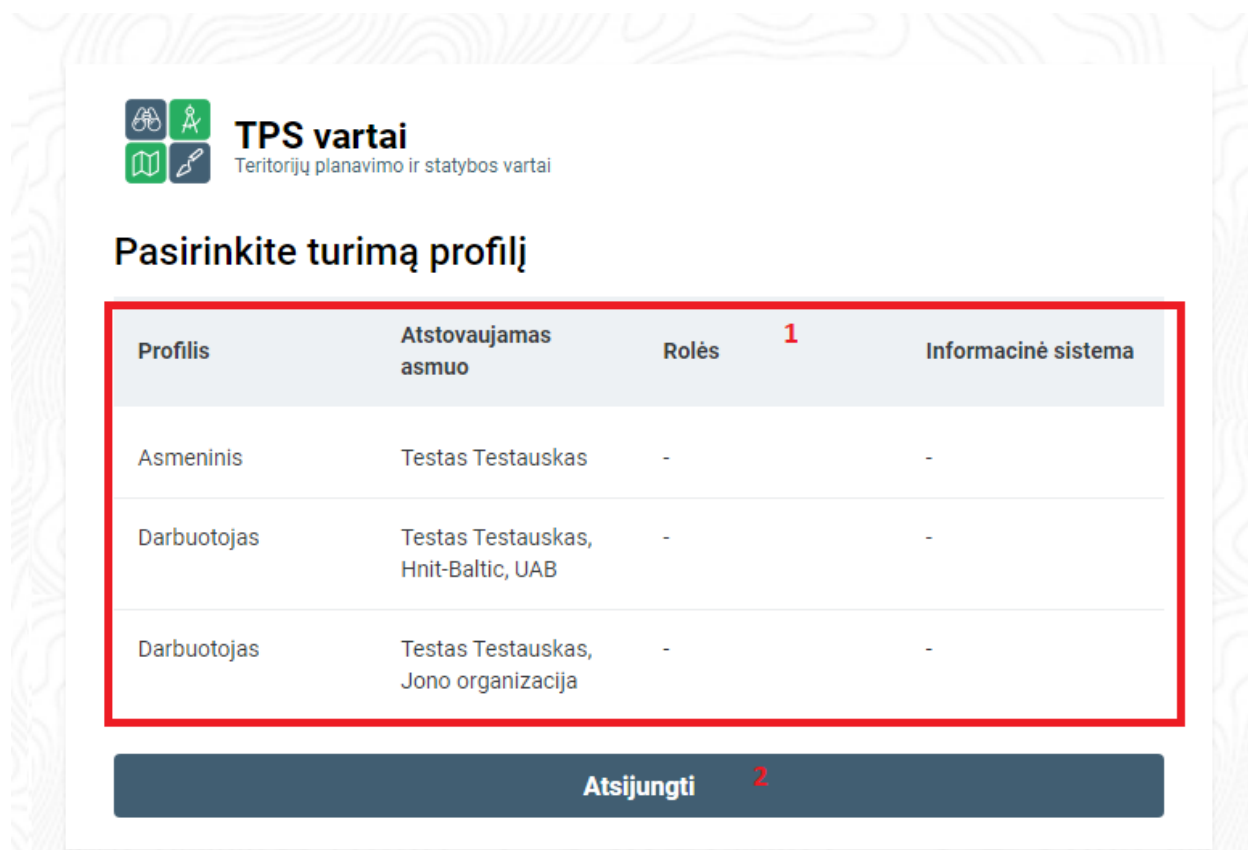 TPS vartai
Teritorijų planavimo ir statybos vartai
Pasirinkite turimą profilį
Profilis Atstovaujamas asmuo Rolės 1 Informacinė sistema
Asmeninis Testas Testauskas - -
Darbuotojas Testas Testauskas, - -
Hnit-Baltic, UAB
Darbuotojas Testas Testauskas, - -
Jono organizacija
Atsijungti 2